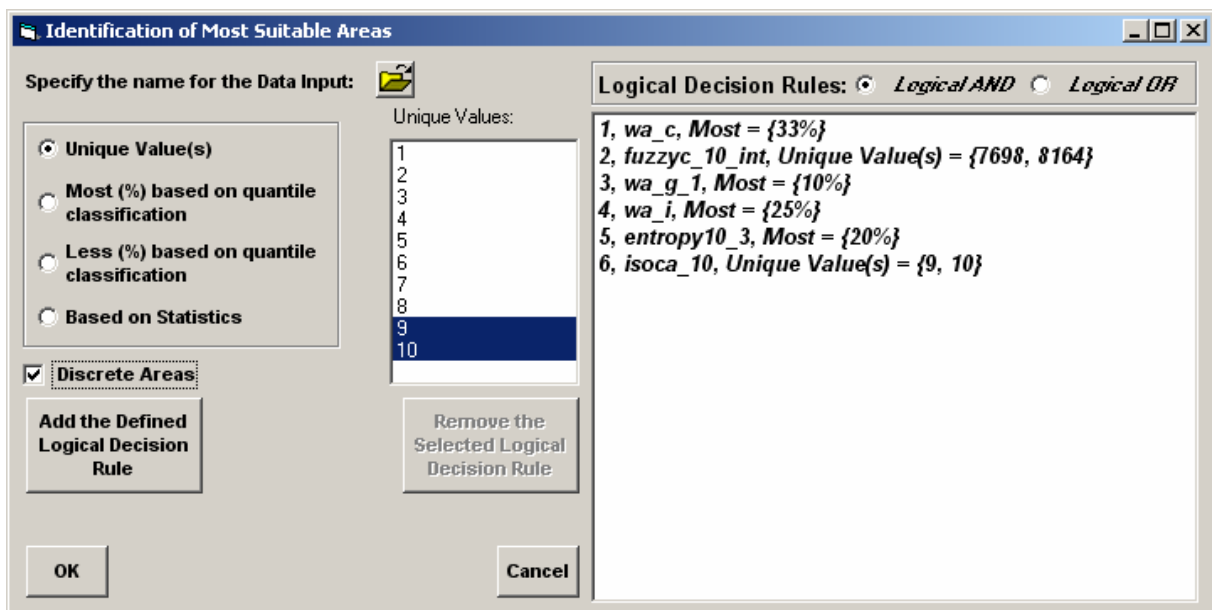 Identification of Most Suitable Areas
Specify the name for the Data Input:
Unique Value(s)
Most (%) based on quantile
classification
Less (%) based on quantile
classification
Based on Statistics
Discrete Areas
Add the Defined
Logical Decision
Rule
OK
Unique Values:
1
2
3
4
5
6
7
8
9
10
Remove the
Selected Logical
Decision Rule
Cancel
Logical Decision Rules: Logical AND Logical OR
1, wa_c, Most = {33%}
2, fuzzyc_10_int, Unique Value(s) = {7698, 8164}
3, wa_g_1, Most = {10%}
4, wa_i, Most = {25%}
5, entropy10_3, Most = {20%}
6, isoca_10, Unique Value(s) = {9, 10}